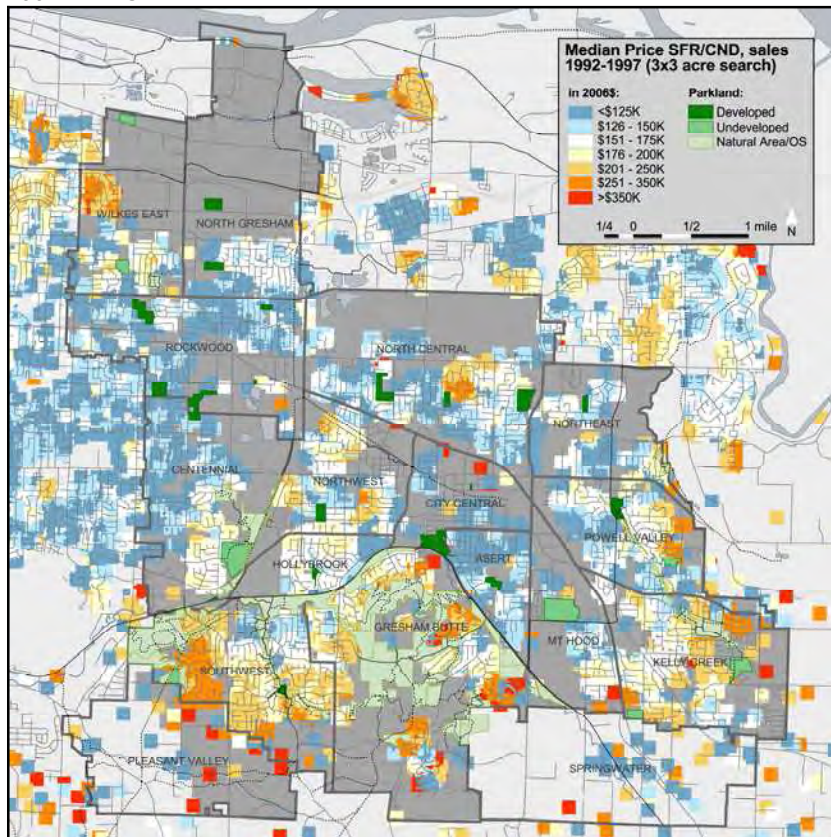 Median Price SFR/CND, sales
1992-1997 (3x3 acre search)
in 2006$:
<$125K
$126 - 150K
$151 - 175K
$176 - 200K
$201 - 250K
$251 - 350K
>$350K
Parkland:
Developed
Undeveloped
Natural Area/OS
1/4 0 1/2 1 mile
N
WILKES EAST
NORTH GRESHAM
ROCKWOOD
NORTH CENTRAL
NORTHEAST
CENTENNIAL
NORTHWEST
CITY CENTRAL
POWELL VALLEY
HOLLYBROOK
ASERT
GRESHAM BUTTE
MT HOOD
KELLY CREEK
SOUTHWEST
PLEASANT VALLEY
SPRINGWATER